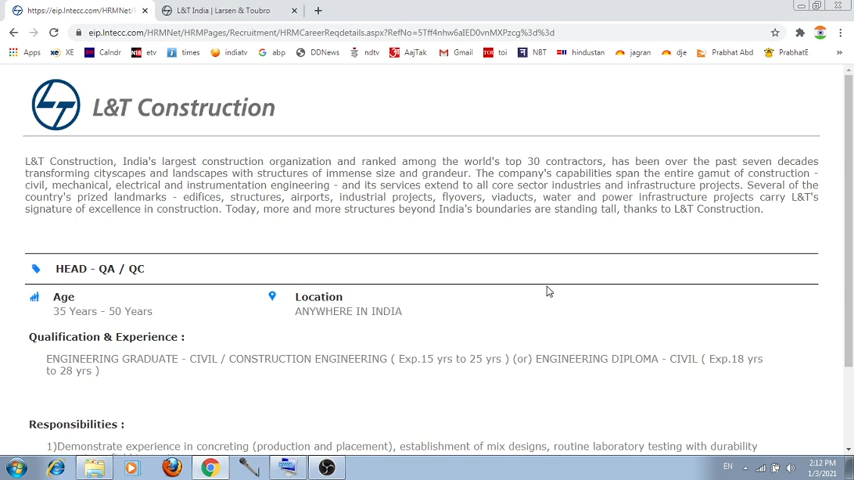 https://eip.lntecc.com/HRMNet/ × L&T India | Larsen & Toubro × +
eip.lntecc.com/HRMNet/HRMPages/Recruitment/HRMCareerReqdetails.aspx?RefNo=5Tff4nhw6aIED0vnMXPzcg%3d%3d
Apps XE Calndr etv times indiatv abp DDNews ndtv AajTak Gmail toi NBT hindustan jagran dje Prabhat Abd PrabhatE
L&T Construction
L&T Construction, India's largest construction organization and ranked among the world's top 30 contractors, has been over the past seven decades
transforming cityscapes and landscapes with structures of immense size and grandeur. The company's capabilities span the entire gamut of construction -
civil, mechanical, electrical and instrumentation engineering - and its services extend to all core sector industries and infrastructure projects. Several of the
country's prized landmarks - edifices, structures, airports, industrial projects, flyovers, viaducts, water and power infrastructure projects carry L&T's
signature of excellence in construction. Today, more and more structures beyond India's boundaries are standing tall, thanks to L&T Construction.
HEAD - QA / QC
Age Location
35 Years - 50 Years ANYWHERE IN INDIA
Qualification & Experience :
ENGINEERING GRADUATE - CIVIL / CONSTRUCTION ENGINEERING ( Exp.15 yrs to 25 yrs ) (or) ENGINEERING DIPLOMA - CIVIL ( Exp.18 yrs
to 28 yrs )
Responsibilities :
1)Demonstrate experience in concreting (production and placement), establishment of mix designs, routine laboratory testing with durability
EN 2:12 PM
1/3/2021